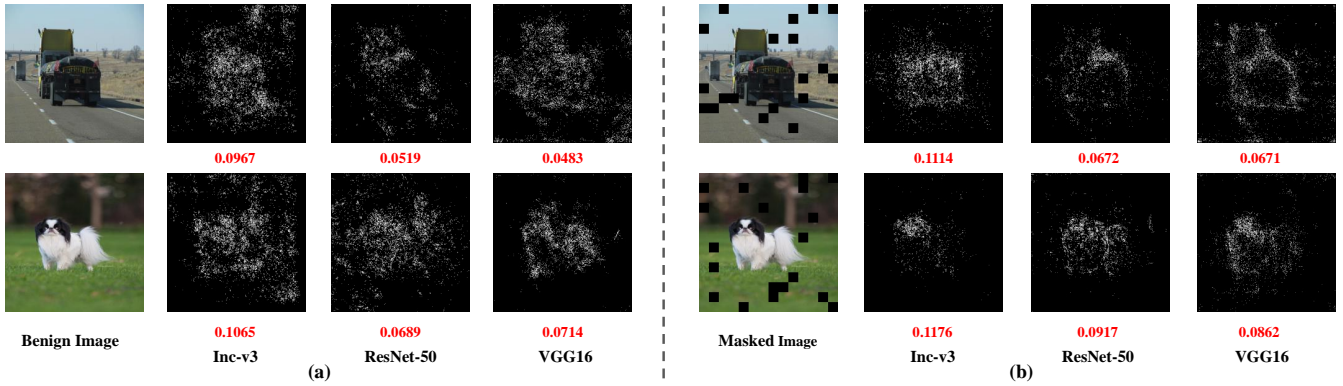 0.0967 0.0519 0.0483 0.1114 0.0672 0.0671
0.1065 0.0689 0.0714 0.1176 0.0917 0.0862
Benign Image Inc-v3 ResNet-50 VGG16 Masked Image Inc-v3 ResNet-50 VGG16
(a) (b)